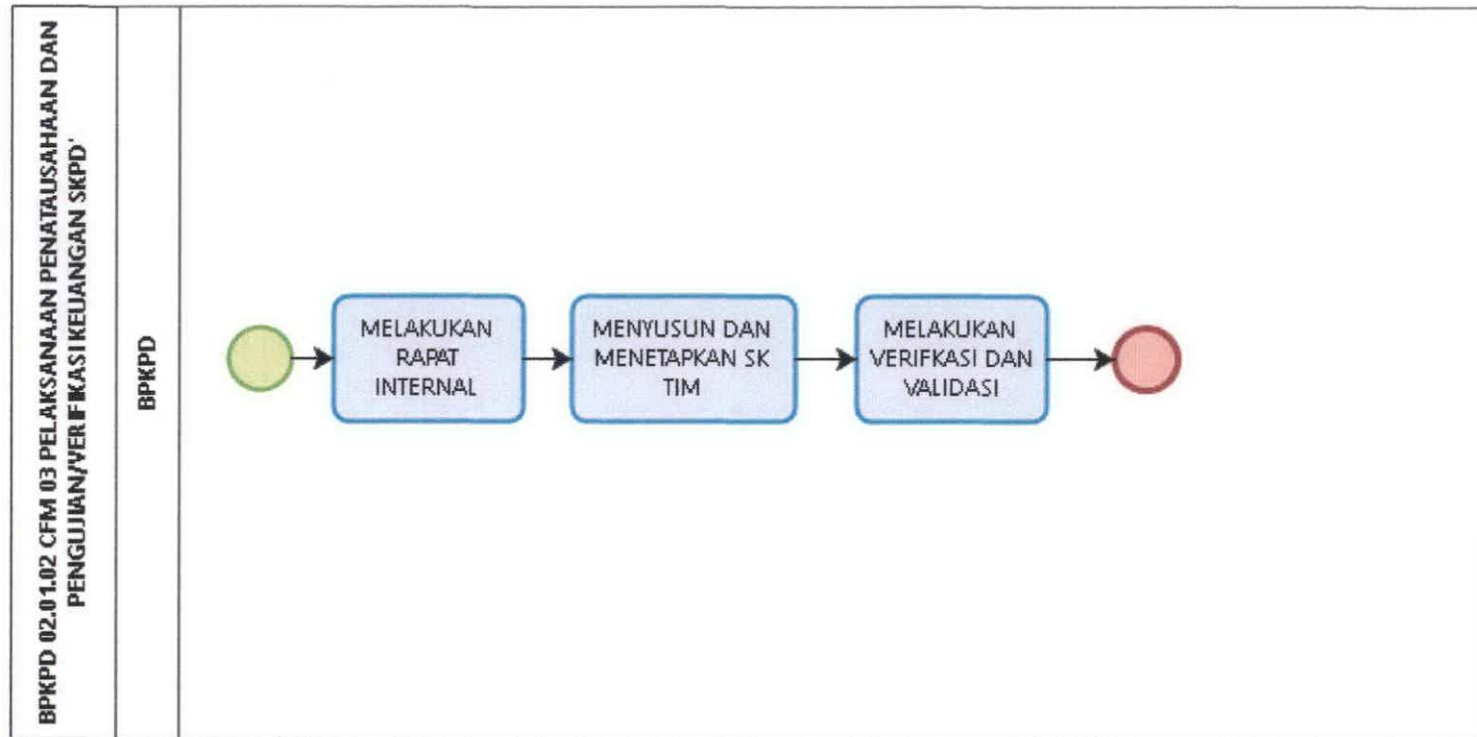 BPKPD 02.01.02 CFM 03 PELAKSANAAN PENATAUSAHAAN DAN
PENGUJIAN/VERIFIKASI KEUANGAN SKPD'
BPKPD
MELAKUKAN
RAPAT
INTERNAL
MENYUSUN DAN
MENETAPKAN SK
TIM
MELAKUKAN
VERIFKASI DAN
VALIDASI